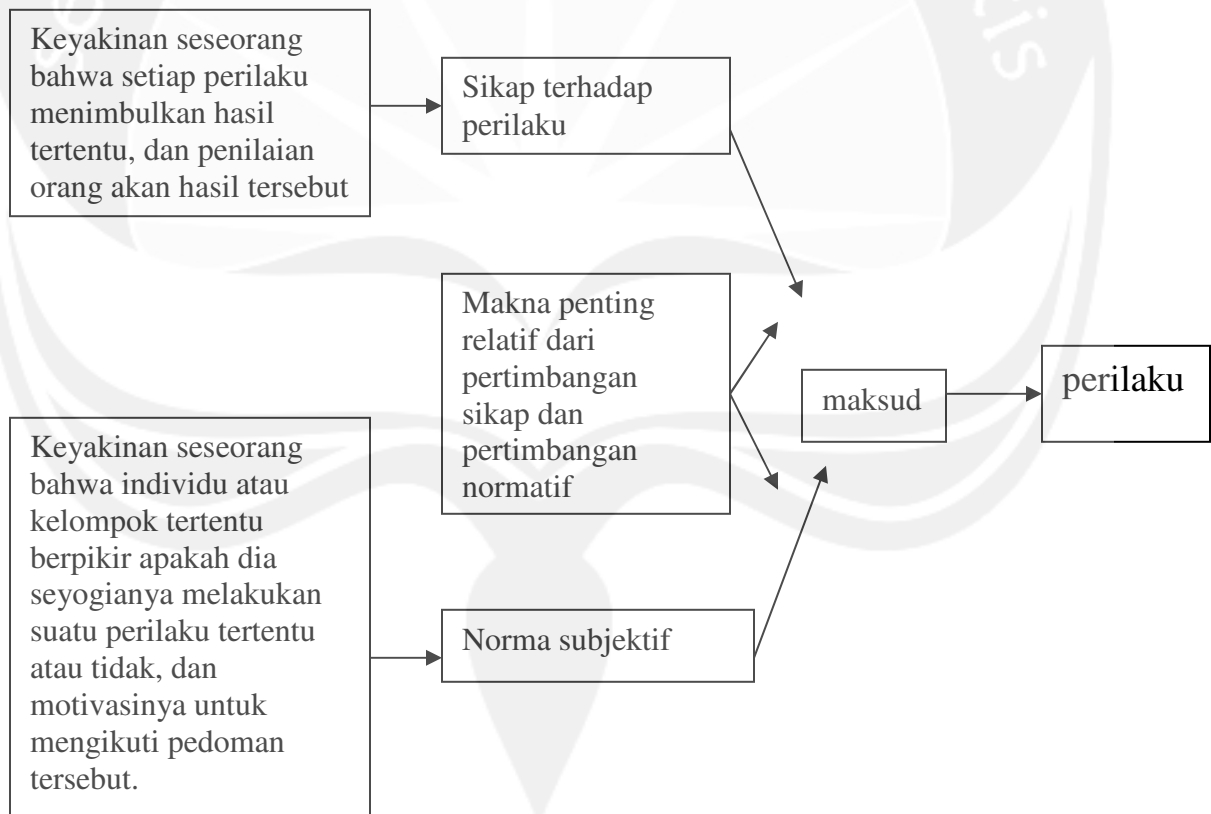 Keyakinan seseorang
bahwa setiap perilaku
menimbulkan hasil
tertentu, dan penilaian
orang akan hasil tersebut
Sikap terhadap
perilaku
Makna penting
relatif dari
pertimbangan
sikap dan
pertimbangan
normatif
maksud
perilaku
Keyakinan seseorang
bahwa individu atau
kelompok tertentu
berpikir apakah dia
seyogianya melakukan
suatu perilaku tertentu
atau tidak, dan
motivasinya untuk
mengikuti pedoman
tersebut.
Norma subjektif